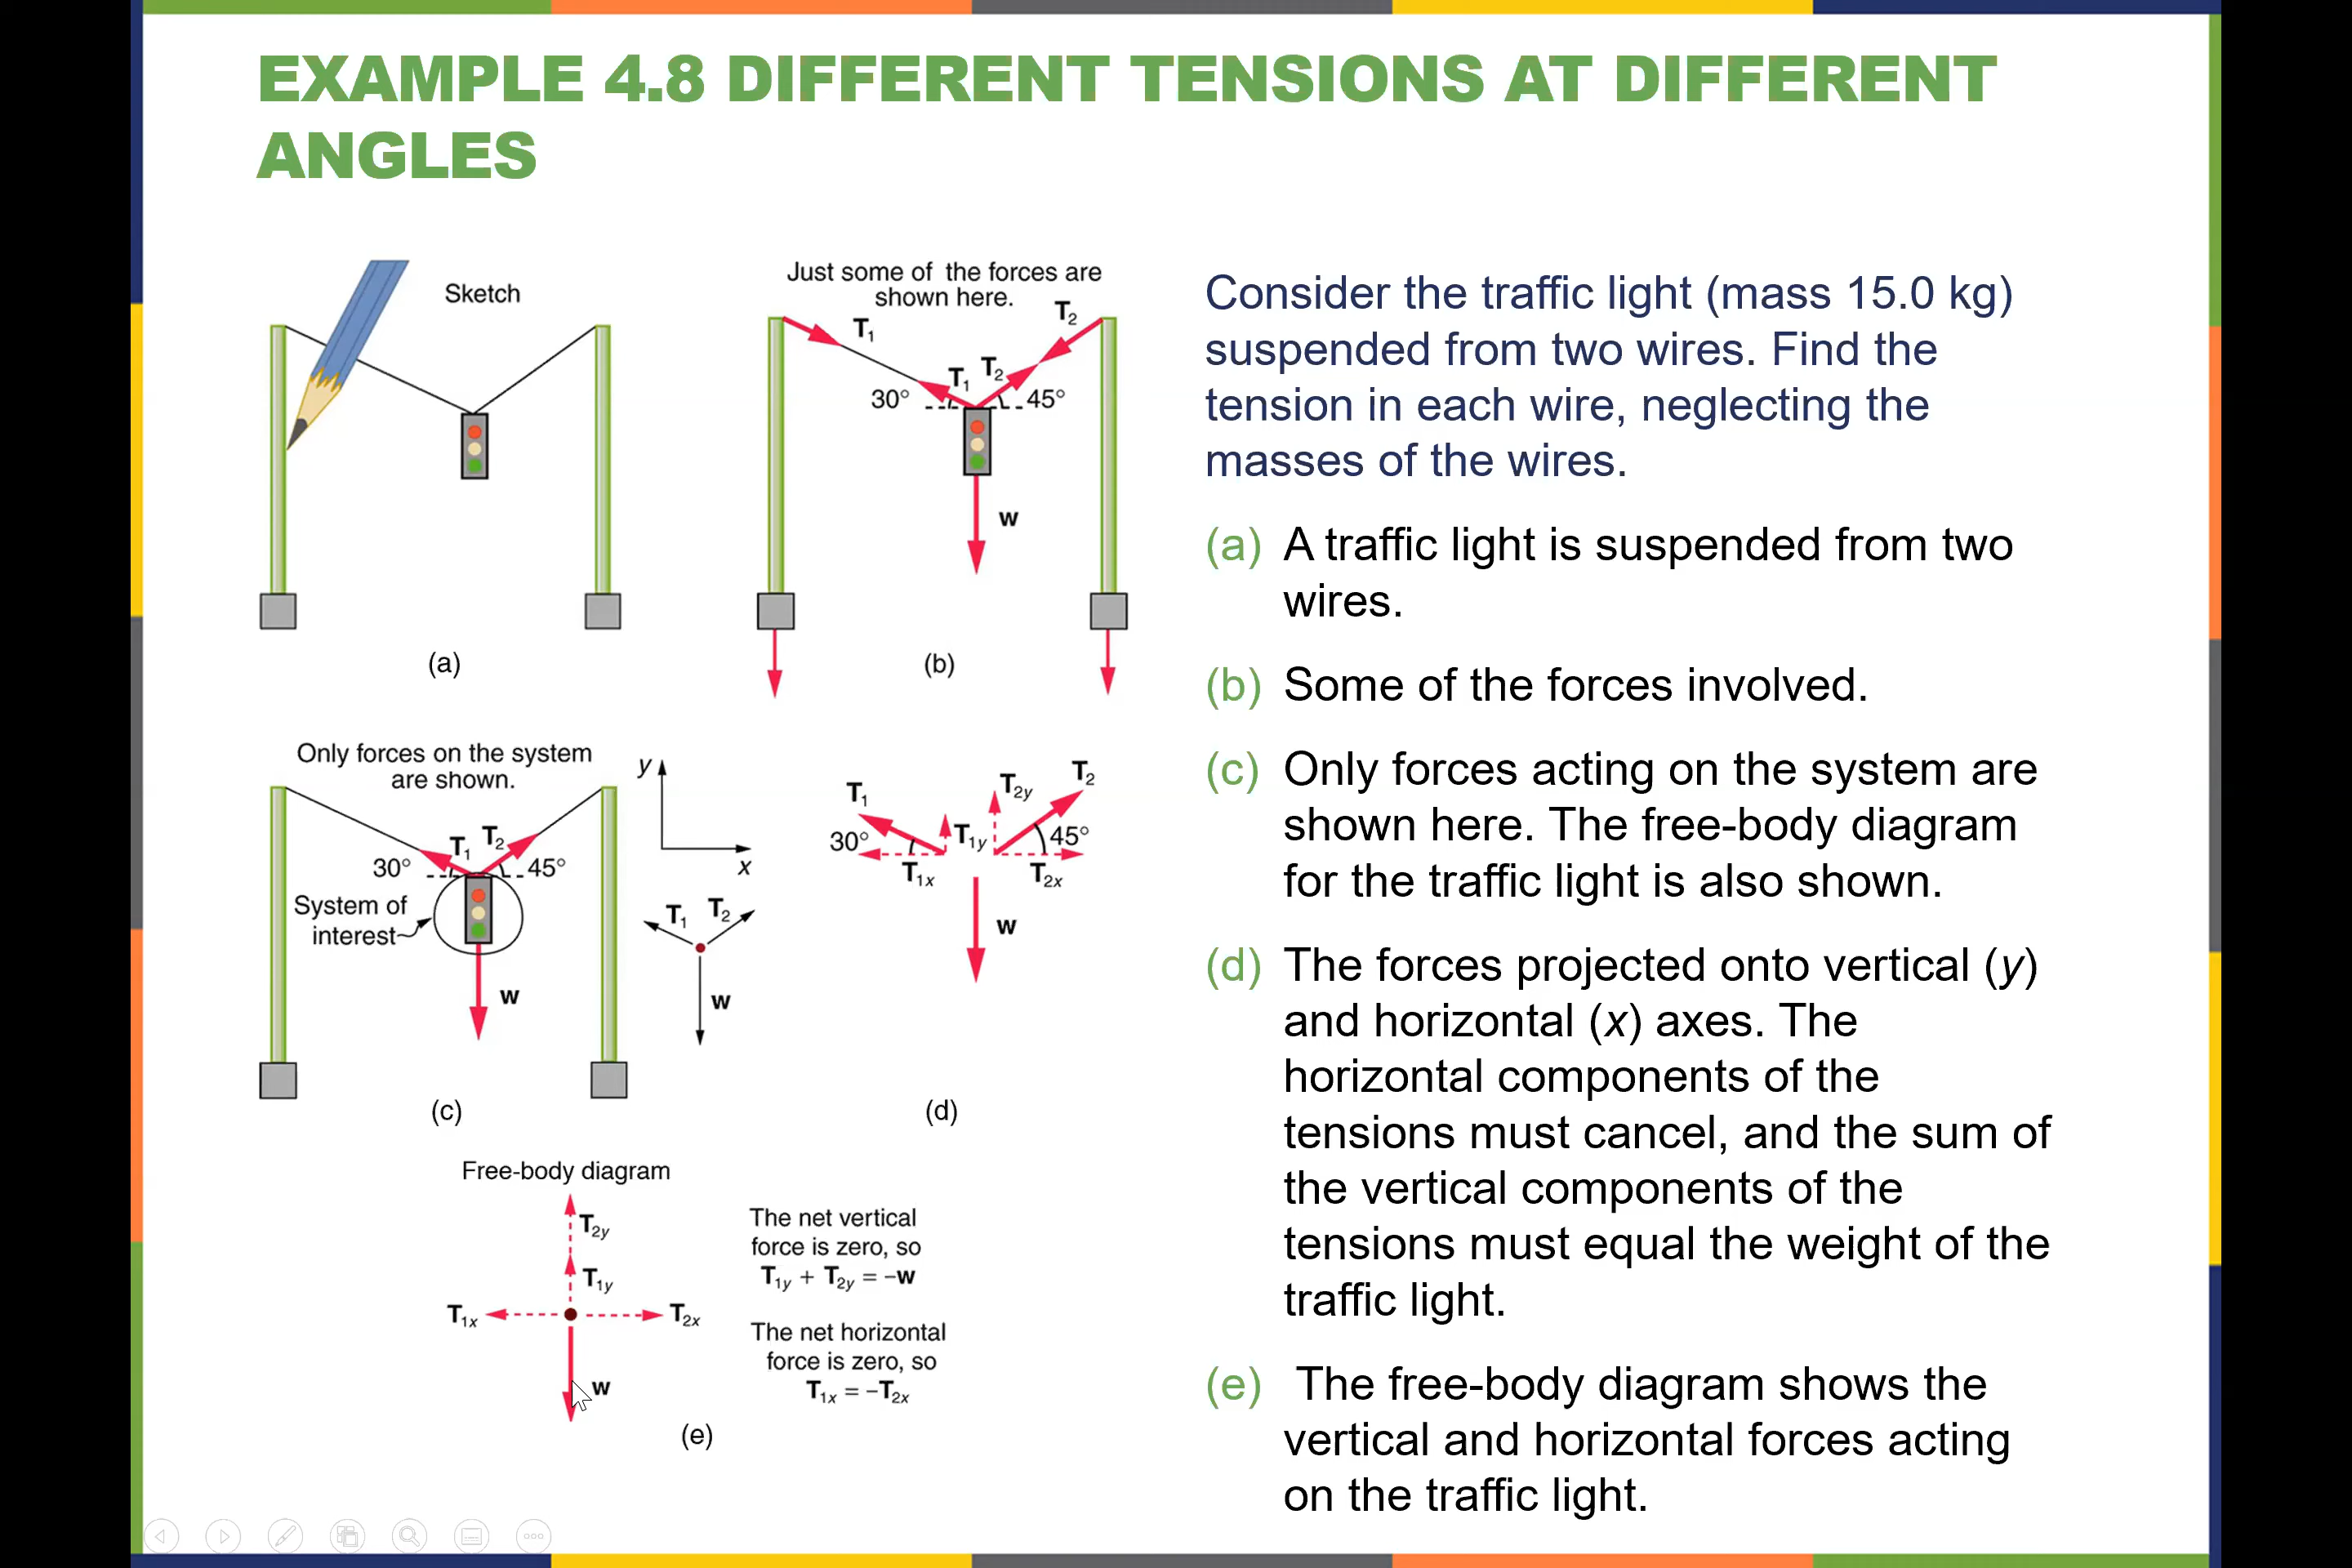 EXAMPLE 4.8 DIFFERENT TENSIONS AT DIFFERENT
ANGLES
Sketch
(a)
Just some of the forces are
shown here.
T₁
T₂
T₁
T₂
30°
45°
w
(b)
Only forces on the system
are shown.
T₁
T₂
30°
45°
System of
interest
w
(c)
y
x
T₁
T₂
w
T₁
30°
T₁y
T₁x
T₂y
T₂
45°
T₂x
w
(d)
Free-body diagram
T₂y
T₁y
T₁x
T₂x
w
The net vertical
force is zero, so
T₁y + T₂y = –w
The net horizontal
force is zero, so
T₁x = –T₂x
(e)
Consider the traffic light (mass 15.0 kg)
suspended from two wires. Find the
tension in each wire, neglecting the
masses of the wires.
(a) A traffic light is suspended from two
wires.
(b) Some of the forces involved.
(c) Only forces acting on the system are
shown here. The free-body diagram
for the traffic light is also shown.
(d) The forces projected onto vertical (y)
and horizontal (x) axes. The
horizontal components of the
tensions must cancel, and the sum of
the vertical components of the
tensions must equal the weight of the
traffic light.
(e) The free-body diagram shows the
vertical and horizontal forces acting
on the traffic light.